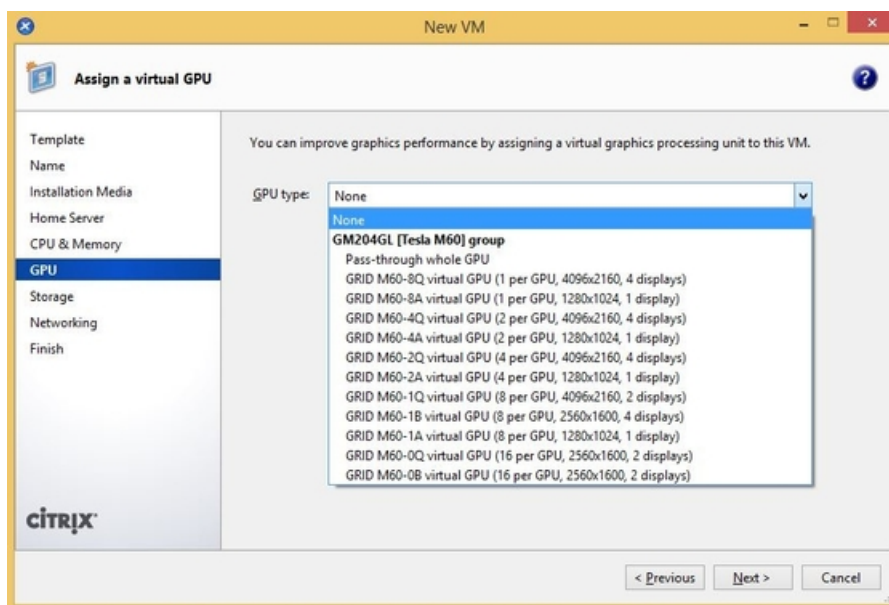 New VM
Assign a virtual GPU
Template
Name
Installation Media
Home Server
CPU & Memory
GPU
Storage
Networking
Finish
You can improve graphics performance by assigning a virtual graphics processing unit to this VM.
GPU type: None
None
GM204GL [Tesla M60] group
Pass-through whole GPU
GRID M60-8Q virtual GPU (1 per GPU, 4096x2160, 4 displays)
GRID M60-8A virtual GPU (1 per GPU, 1280x1024, 1 display)
GRID M60-4Q virtual GPU (2 per GPU, 4096x2160, 4 displays)
GRID M60-4A virtual GPU (2 per GPU, 1280x1024, 1 display)
GRID M60-2Q virtual GPU (4 per GPU, 4096x2160, 4 displays)
GRID M60-2A virtual GPU (4 per GPU, 1280x1024, 1 display)
GRID M60-1Q virtual GPU (8 per GPU, 4096x2160, 2 displays)
GRID M60-1B virtual GPU (8 per GPU, 2560x1600, 4 displays)
GRID M60-1A virtual GPU (8 per GPU, 1280x1024, 1 display)
GRID M60-0Q virtual GPU (16 per GPU, 2560x1600, 2 displays)
GRID M60-0B virtual GPU (16 per GPU, 2560x1600, 2 displays)
CITRIX
< Previous Next > Cancel